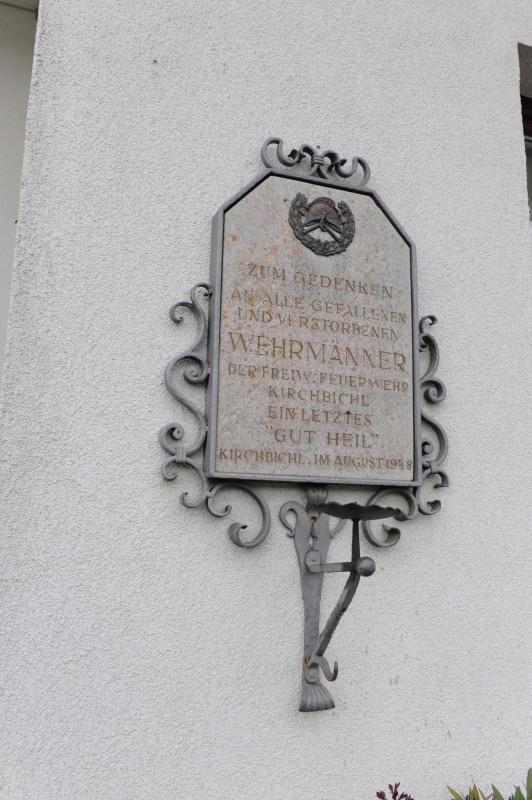 ZUM GEDENKEN
AN ALLE GEFALLENEN
UND VERSTORBENEN
WEHRMÄNNER
DER FREIW. FEUERWEHR
KIRCHBICHL
EIN LETZTES
"GUT HEIL"
KIRCHBICHL, IM AUGUST 1948